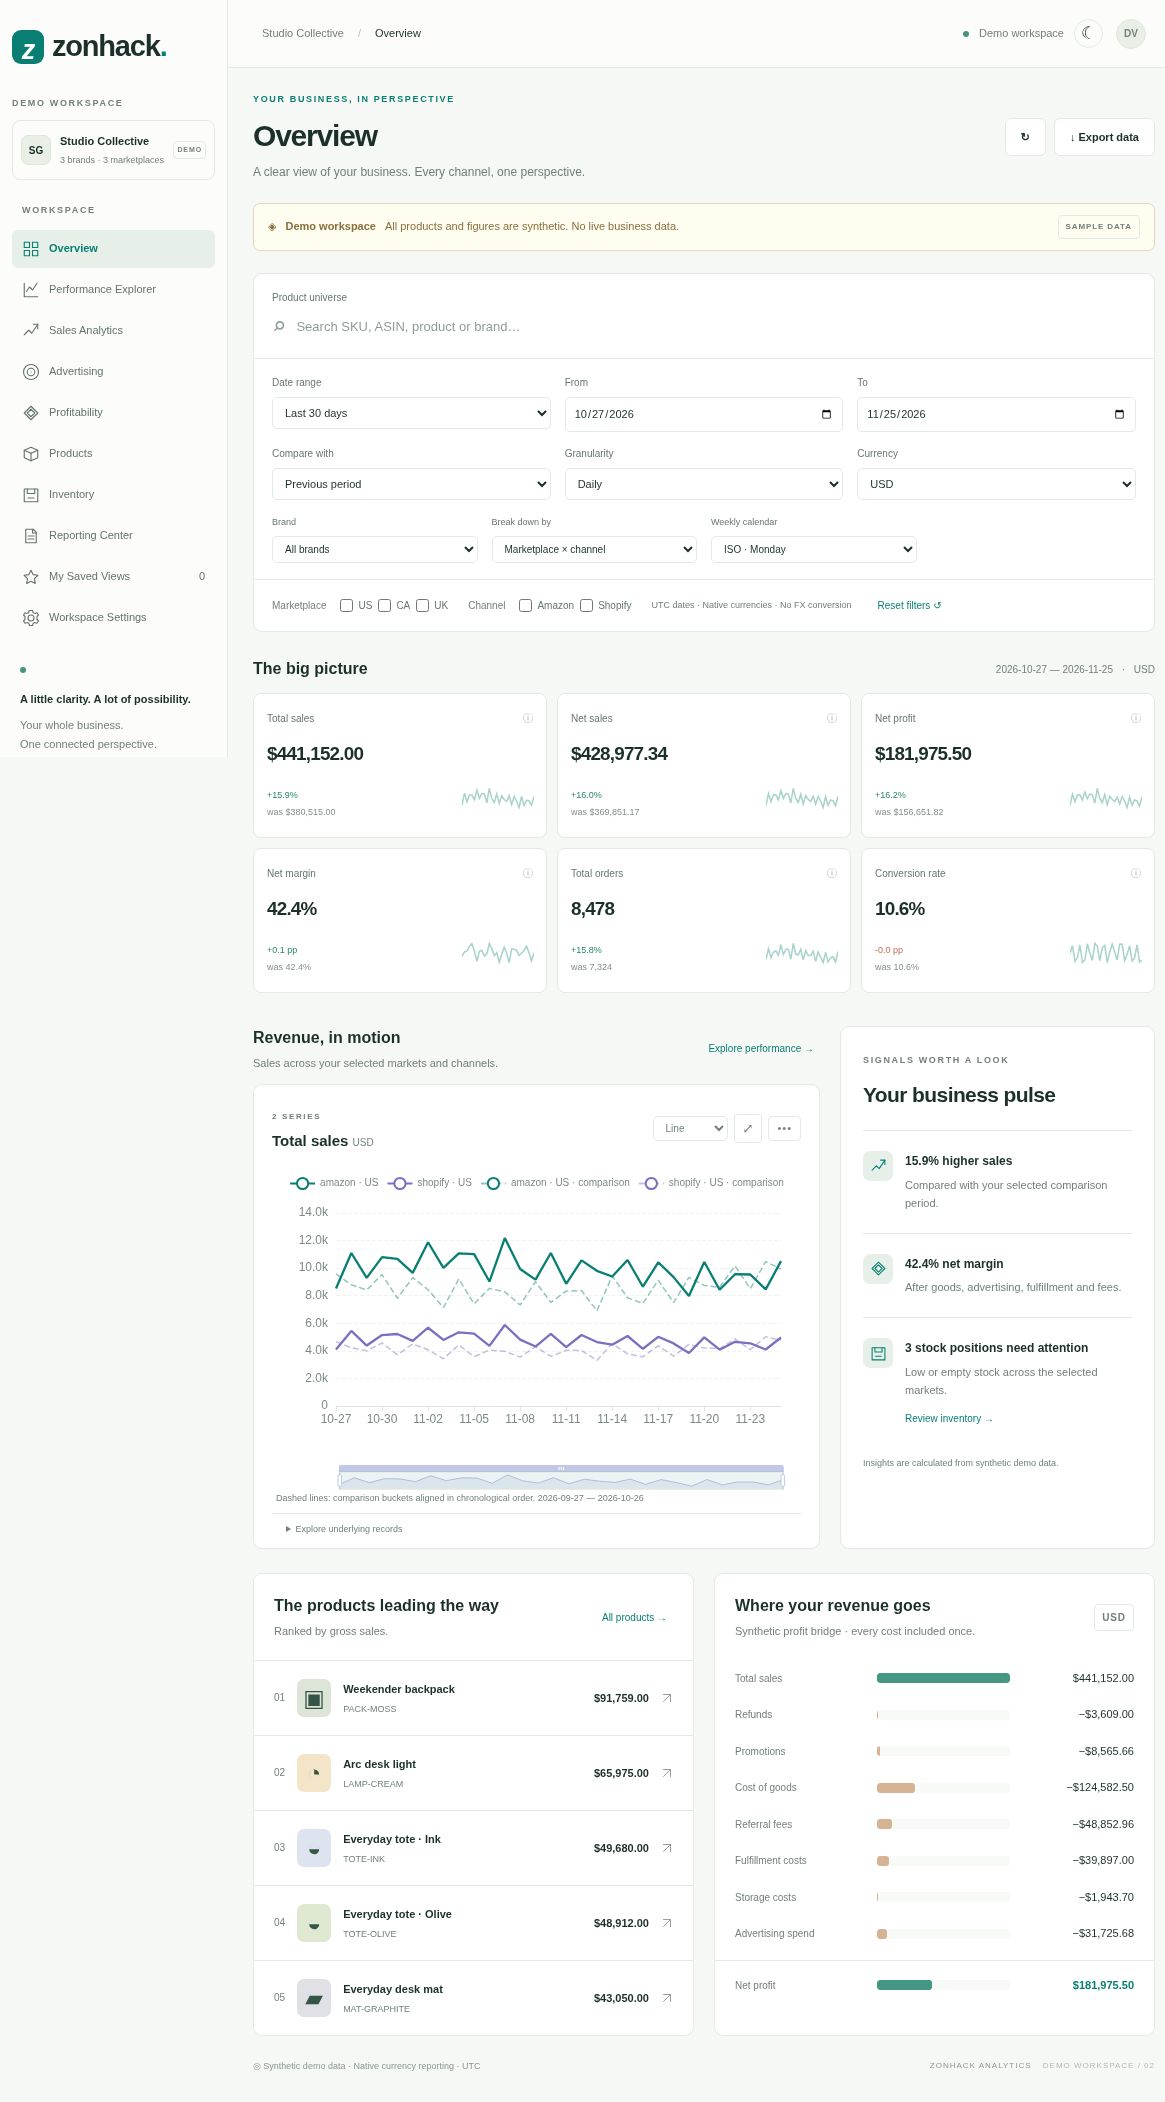 z zonhack.
DEMO WORKSPACE
SG Studio Collective
3 brands · 3 marketplaces
DEMO
WORKSPACE
Overview
Performance Explorer
Sales Analytics
Advertising
Profitability
Products
Inventory
Reporting Center
My Saved Views 0
Workspace Settings
A little clarity. A lot of possibility.
Your whole business.
One connected perspective.
Studio Collective / Overview
Demo workspace DV
YOUR BUSINESS, IN PERSPECTIVE
Overview
A clear view of your business. Every channel, one perspective.
↻ ↓ Export data
◈ Demo workspace All products and figures are synthetic. No live business data. SAMPLE DATA
Product universe
Search SKU, ASIN, product or brand…
Date range From To
Last 30 days 10/27/2026 11/25/2026
Compare with Granularity Currency
Previous period Daily USD
Brand Break down by Weekly calendar
All brands Marketplace × channel ISO · Monday
Marketplace US CA UK Channel Amazon Shopify UTC dates · Native currencies · No FX conversion Reset filters ↺
The big picture 2026-10-27 — 2026-11-25 · USD
Total sales ⓘ
$441,152.00
+15.9%
was $380,515.00
Net sales ⓘ
$428,977.34
+16.0%
was $369,851.17
Net profit ⓘ
$181,975.50
+16.2%
was $156,651.82
Net margin ⓘ
42.4%
+0.1 pp
was 42.4%
Total orders ⓘ
8,478
+15.8%
was 7,324
Conversion rate ⓘ
10.6%
-0.0 pp
was 10.6%
Revenue, in motion
Sales across your selected markets and channels.
Explore performance →
2 SERIES
Total sales USD
Line ⤢ •••
amazon · US shopify · US amazon · US · comparison shopify · US · comparison
14.0k
12.0k
10.0k
8.0k
6.0k
4.0k
2.0k
0
10-27 10-30 11-02 11-05 11-08 11-11 11-14 11-17 11-20 11-23
Dashed lines: comparison buckets aligned in chronological order. 2026-09-27 — 2026-10-26
▶ Explore underlying records
SIGNALS WORTH A LOOK
Your business pulse
15.9% higher sales
Compared with your selected comparison
period.
42.4% net margin
After goods, advertising, fulfillment and fees.
3 stock positions need attention
Low or empty stock across the selected
markets.
Review inventory →
Insights are calculated from synthetic demo data.
The products leading the way
Ranked by gross sales.
All products →
01 Weekender backpack $91,759.00
PACK-MOSS
02 Arc desk light $65,975.00
LAMP-CREAM
03 Everyday tote · Ink $49,680.00
TOTE-INK
04 Everyday tote · Olive $48,912.00
TOTE-OLIVE
05 Everyday desk mat $43,050.00
MAT-GRAPHITE
Where your revenue goes
Synthetic profit bridge · every cost included once.
USD
Total sales $441,152.00
Refunds −$3,609.00
Promotions −$8,565.66
Cost of goods −$124,582.50
Referral fees −$48,852.96
Fulfillment costs −$39,897.00
Storage costs −$1,943.70
Advertising spend −$31,725.68
Net profit $181,975.50
◎ Synthetic demo data · Native currency reporting · UTC
ZONHACK ANALYTICS DEMO WORKSPACE / 02